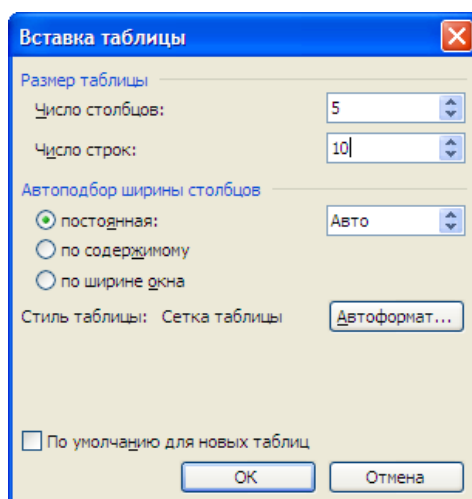 Вставка таблицы
Размер таблицы
Число столбцов: 5
Число строк: 10
Автоподбор ширины столбцов
постоянная: Авто
по содержимому
по ширине окна
Стиль таблицы: Сетка таблицы Автоформат...
По умолчанию для новых таблиц
ОК Отмена